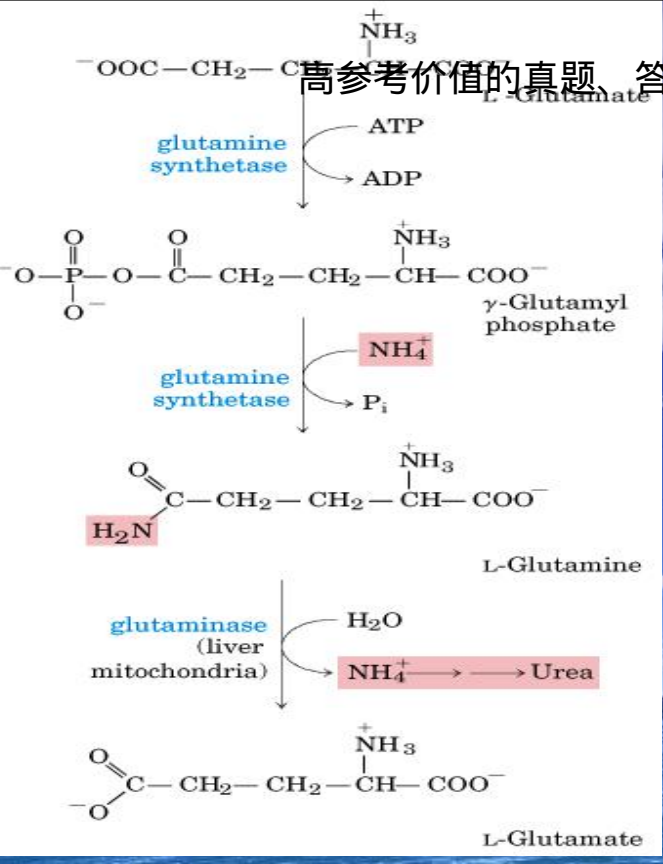 +
NH₃
⁻OOC—CH₂—CH₂—CH—COO⁻
高参考价值的真题、答
L-Glutamate
glutamine
synthetase
ATP
ADP
O O +NH₃
⁻O—P—O—C—CH₂—CH₂—CH—COO⁻
O⁻
γ-Glutamyl
phosphate
NH₄⁺
glutamine
synthetase
Pᵢ
O +NH₃
C—CH₂—CH₂—CH—COO⁻
H₂N
L-Glutamine
glutaminase
(liver
mitochondria)
H₂O
NH₄⁺→→Urea
+
NH₃
O
C—CH₂—CH₂—CH—COO⁻
⁻O
L-Glutamate